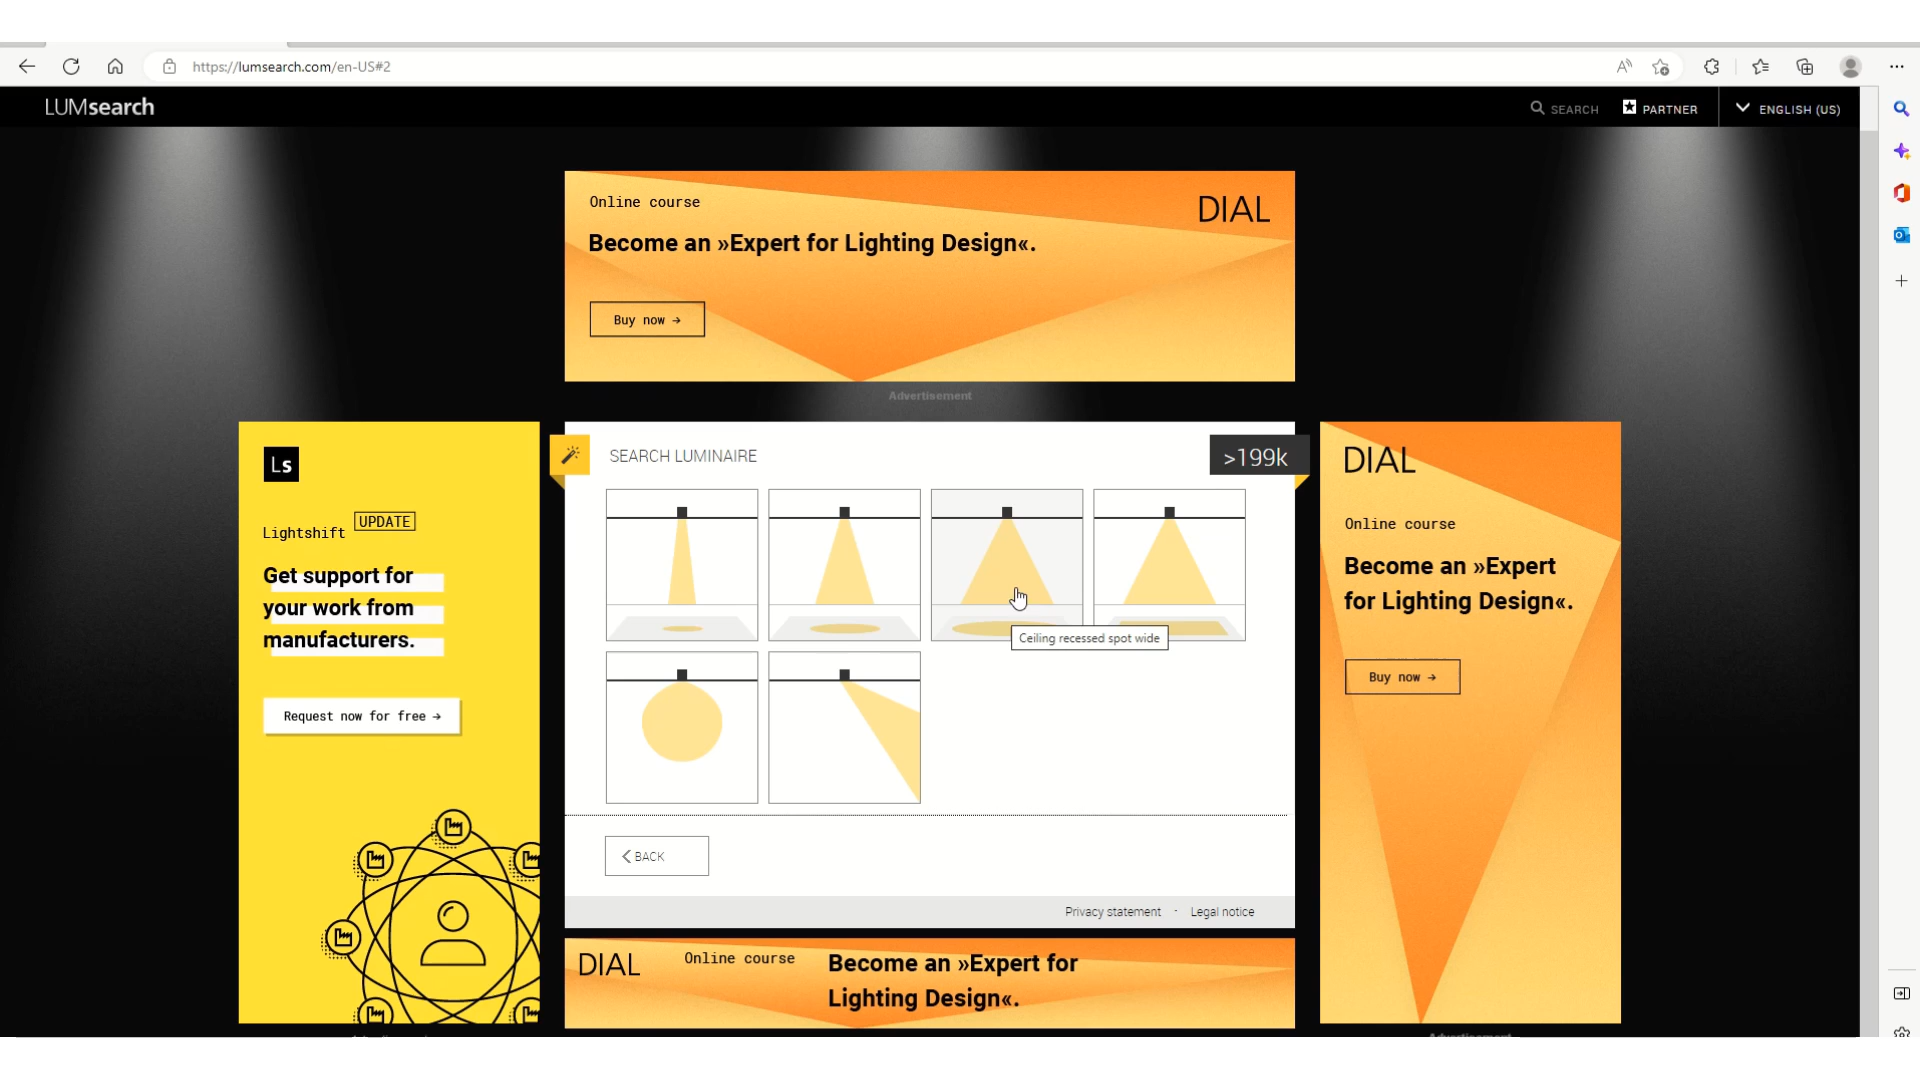 https://lumsearch.com/en-US#2
LUMsearch
SEARCH
PARTNER
ENGLISH (US)
Online course
DIAL
Become an »Expert for Lighting Design«.
Buy now →
Advertisement
Ls
Lightshift UPDATE
Get support for
your work from
manufacturers.
Request now for free →
SEARCH LUMINAIRE
>199k
Ceiling recessed spot wide
BACK
Privacy statement - Legal notice
DIAL
Online course
Become an »Expert
for Lighting Design«.
Buy now →
DIAL
Online course
Become an »Expert for
Lighting Design«.